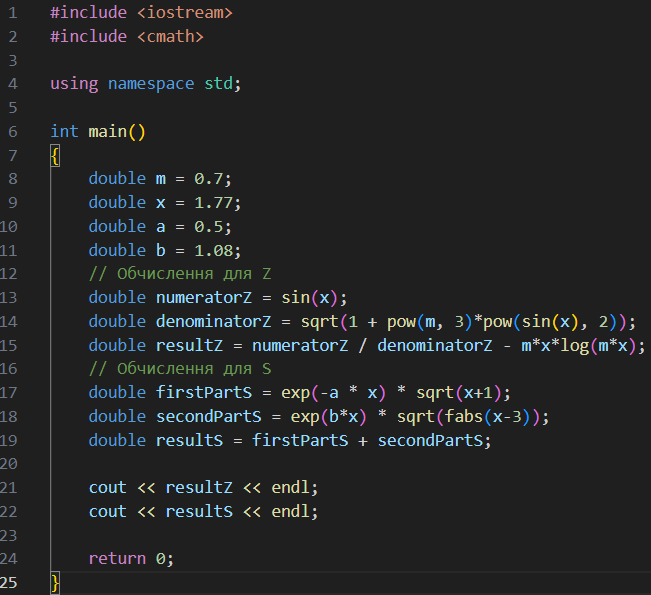 1 #include <iostream>
2 #include <cmath>
3
4 using namespace std;
5
6 int main()
7 {
8     double m = 0.7;
9     double x = 1.77;
10     double a = 0.5;
11     double b = 1.08;
12     // Обчислення для Z
13     double numeratorZ = sin(x);
14     double denominatorZ = sqrt(1 + pow(m, 3)*pow(sin(x), 2));
15     double resultZ = numeratorZ / denominatorZ - m*x*log(m*x);
16     // Обчислення для S
17     double firstPartS = exp(-a * x) * sqrt(x+1);
18     double secondPartS = exp(b*x) * sqrt(fabs(x-3));
19     double resultS = firstPartS + secondPartS;
20
21     cout << resultZ << endl;
22     cout << resultS << endl;
23
24     return 0;
25 }